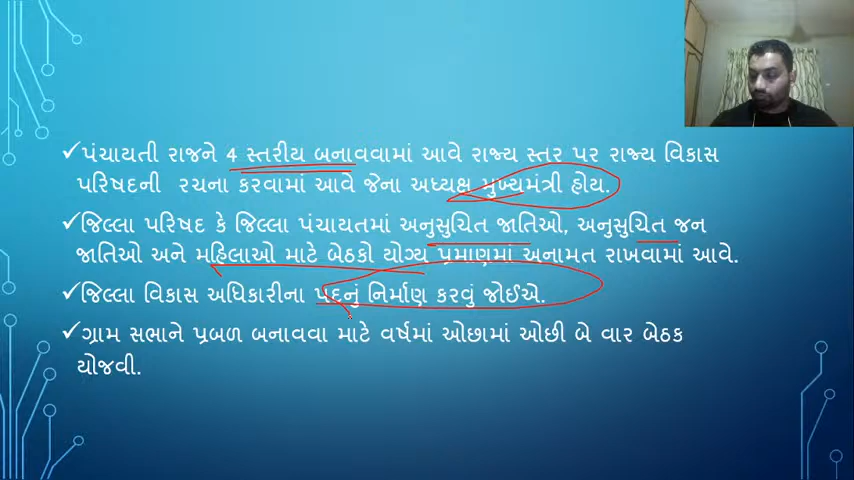 પંચાયતી રાજને 4 સ્તરીય બનાવવામાં આવે રાજ્ય સ્તર પર રાજ્ય વિકાસ
પરિષદની રચના કરવામાં આવે જેના અધ્યક્ષ મુખ્યમંત્રી હોય.
જિલ્લા પરિષદ કે જિલ્લા પંચાયતમાં અનુસુચિત જાતિઓ, અનુસુચિત જન
જાતિઓ અને મહિલાઓ માટે બેઠકો યોગ્ય પ્રમાણમાં અનામત રાખવામાં આવે.
જિલ્લા વિકાસ અધિકારીના પદનું નિર્માણ કરવું જોઈએ.
ગ્રામ સભાને પ્રબળ બનાવવા માટે વર્ષમાં ઓછામાં ઓછી બે વાર બેઠક
યોજવી.